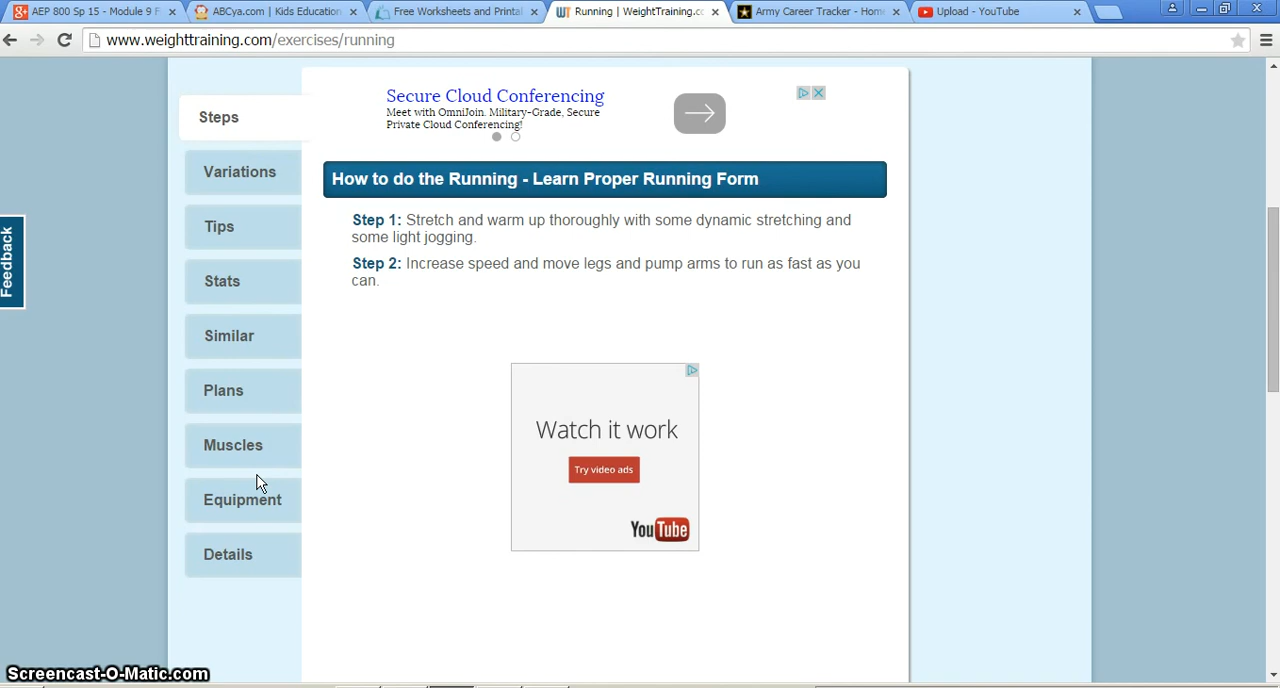 AEP 800 Sp 15 - Module 9 F
ABCya.com | Kids Education
Free Worksheets and Printal
Running | WeightTraining.c
Army Career Tracker - Hom
Upload - YouTube
www.weighttraining.com/exercises/running
Secure Cloud Conferencing
Meet with OmniJoin. Military-Grade, Secure
Private Cloud Conferencing!
Steps
Variations
Tips
Stats
Similar
Plans
Muscles
Equipment
Details
Feedback
How to do the Running - Learn Proper Running Form
Step 1: Stretch and warm up thoroughly with some dynamic stretching and
some light jogging.
Step 2: Increase speed and move legs and pump arms to run as fast as you
can.
Watch it work
Try video ads
YouTube
Screencast-O-Matic.com